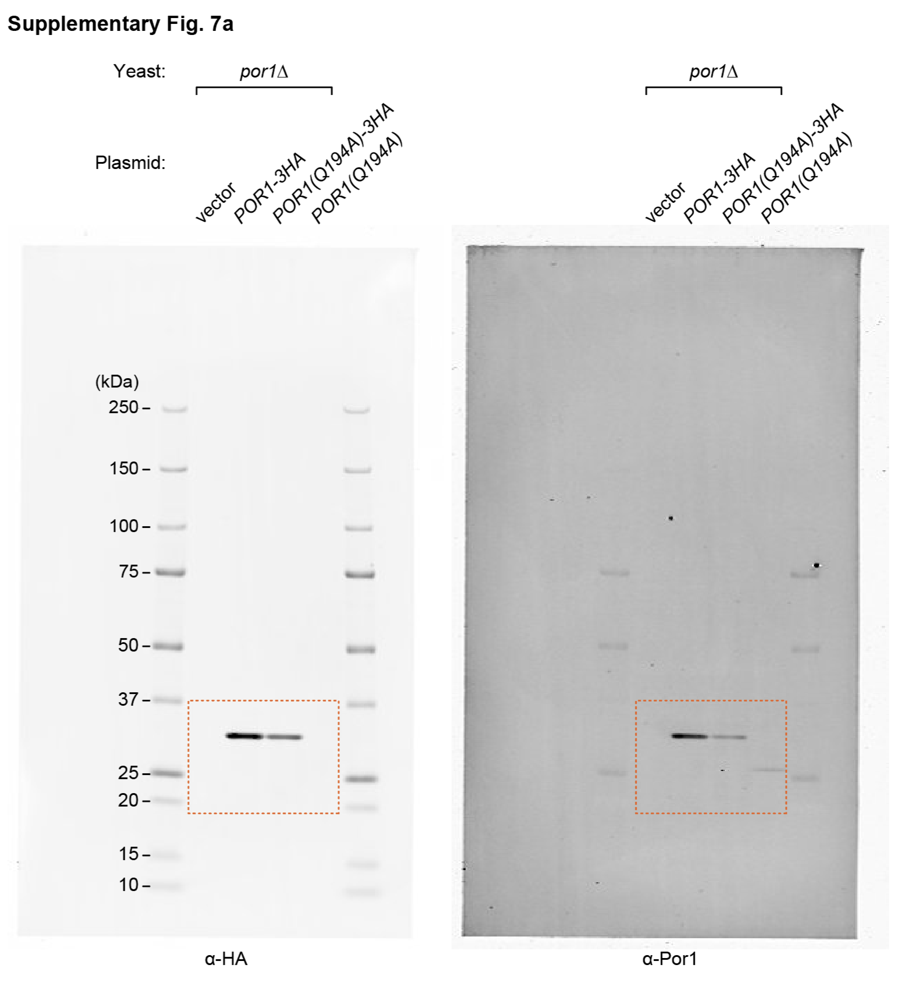 Supplementary Fig. 7a
Yeast:
por1Δ
Plasmid:
vector
POR1-3HA
POR1(Q194A)-3HA
POR1(Q194A)
por1Δ
vector
POR1-3HA
POR1(Q194A)-3HA
POR1(Q194A)
(kDa)
250
150
100
75
50
37
25
20
15
10
α-HA
α-Por1